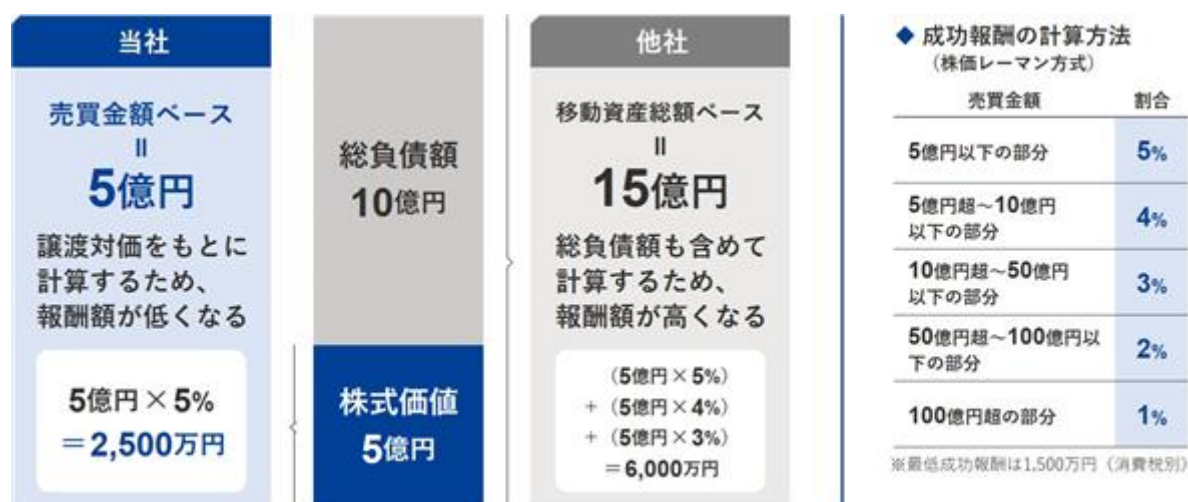 当社
売買金額ベース
=
5億円
譲渡対価をもとに
計算するため、
報酬額が低くなる
5億円×5%
=2,500万円
総負債額
10億円
株式価値
5億円
他社
移動資産総額ベース
=
15億円
総負債額も含めて
計算するため、
報酬額が高くなる
(5億円×5%)
+ (5億円×4%)
+ (5億円×3%)
=6,000万円
◆ 成功報酬の計算方法
(株価レーマン方式)
売買金額 割合
5億円以下の部分 5%
5億円超~10億円
以下の部分 4%
10億円超~50億円
以下の部分 3%
50億円超~100億円以
下の部分 2%
100億円超の部分 1%
※最低成功報酬は1,500万円(消費税別)